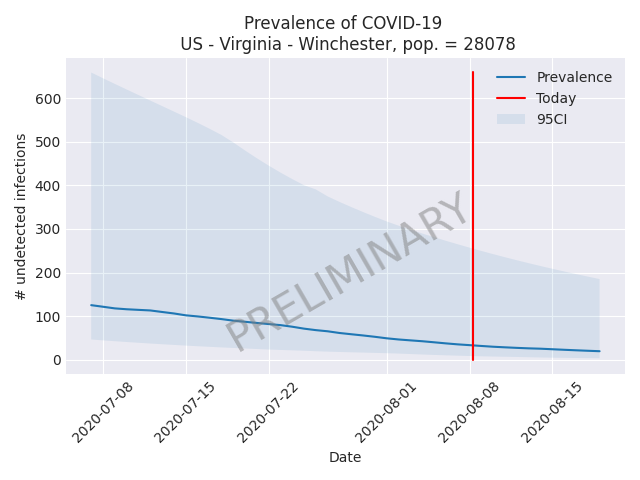 Prevalence of COVID-19
US - Virginia - Winchester, pop. = 28078
Prevalence
Today
95CI
PRELIMINARY
# undetected infections
600
500
400
300
200
100
0
2020-07-08
2020-07-15
2020-07-22
2020-08-01
2020-08-08
2020-08-15
Date